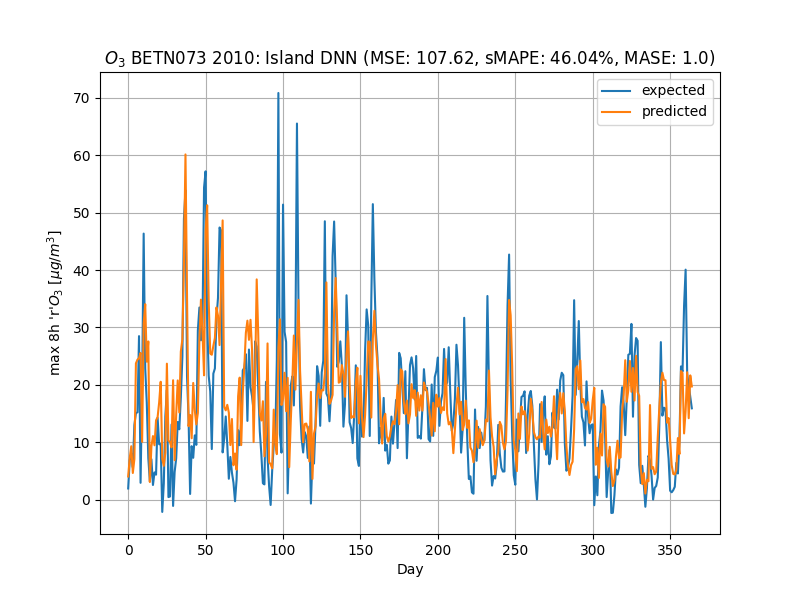 O3 BETN073 2010: Island DNN (MSE: 107.62, sMAPE: 46.04%, MASE: 1.0)
expected
predicted
max 8h 'r'O3 [μg/m3]
70
60
50
40
30
20
10
0
0 50 100 150 200 250 300 350
Day